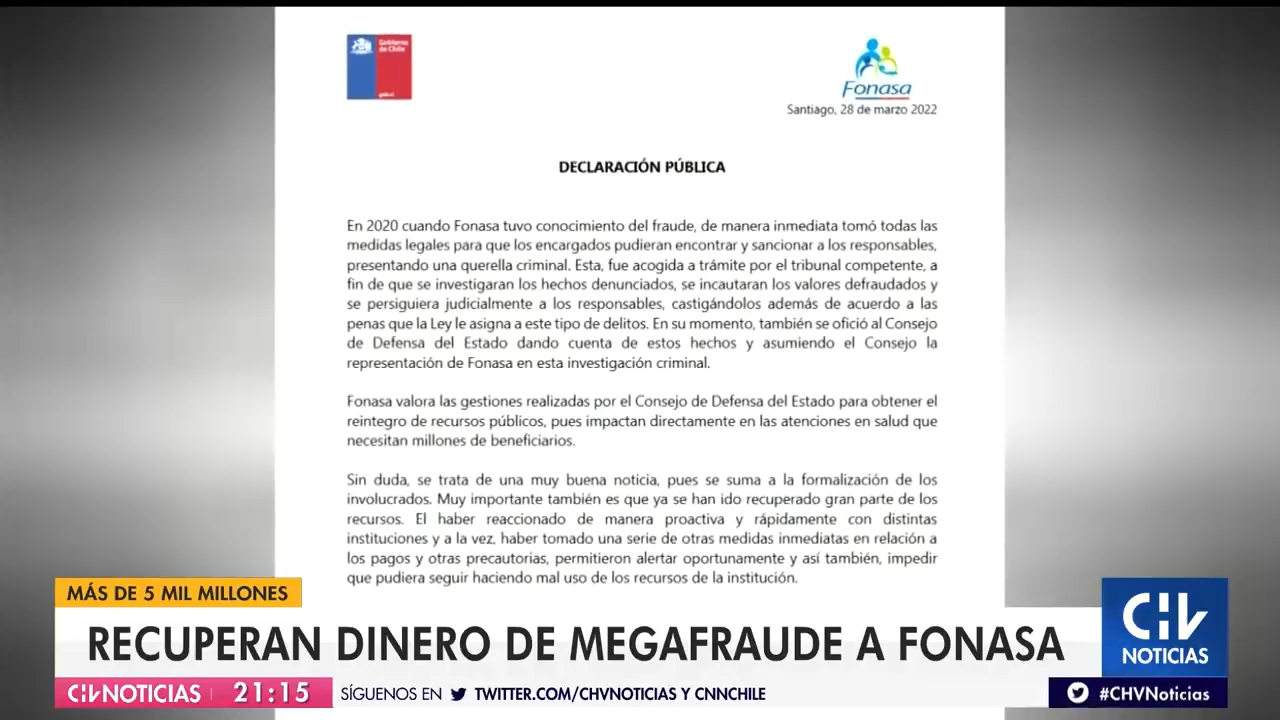 Gobierno
de Chile
gob.cl
Fonasa
Santiago, 28 de marzo 2022
DECLARACIÓN PÚBLICA
En 2020 cuando Fonasa tuvo conocimiento del fraude, de manera inmediata tomó todas las
medidas legales para que los encargados pudieran encontrar y sancionar a los responsables,
presentando una querella criminal. Esta, fue acogida a trámite por el tribunal competente, a
fin de que se investigaran los hechos denunciados, se incautaran los valores defraudados y
se persiguiera judicialmente a los responsables, castigándolos además de acuerdo a las
penas que la Ley le asigna a este tipo de delitos. En su momento, también se ofició al Consejo
de Defensa del Estado dando cuenta de estos hechos y asumiendo el Consejo la
representación de Fonasa en esta investigación criminal.
Fonasa valora las gestiones realizadas por el Consejo de Defensa del Estado para obtener el
reintegro de recursos públicos, pues impactan directamente en las atenciones en salud que
necesitan millones de beneficiarios.
Sin duda, se trata de una muy buena noticia, pues se suma a la formalización de los
involucrados. Muy importante también es que ya se han ido recuperado gran parte de los
recursos. El haber reaccionado de manera proactiva y rápidamente con distintas
instituciones y a la vez, haber tomado una serie de otras medidas inmediatas en relación a
los pagos y otras precautorias, permitieron alertar oportunamente y así también, impedir
que pudiera seguir haciendo mal uso de los recursos de la institución.
MÁS DE 5 MIL MILLONES
RECUPERAN DINERO DE MEGAFRAUDE A FONASA
CHV
NOTICIAS
CHVNOTICIAS 21:15 SÍGUENOS EN TWITTER.COM/CHVNOTICIAS Y CNNCHILE
#CHVNoticias